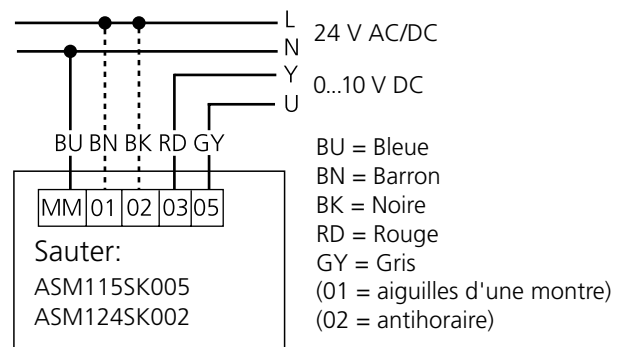 L
24 V AC/DC
N
Y
0...10 V DC
U
BU BN BK RD GY
MM 01 02 03 05
Sauter:
ASM115SK005
ASM124SK002
BU = Bleue
BN = Barron
BK = Noire
RD = Rouge
GY = Gris
(01 = aiguilles d'une montre)
(02 = antihoraire)